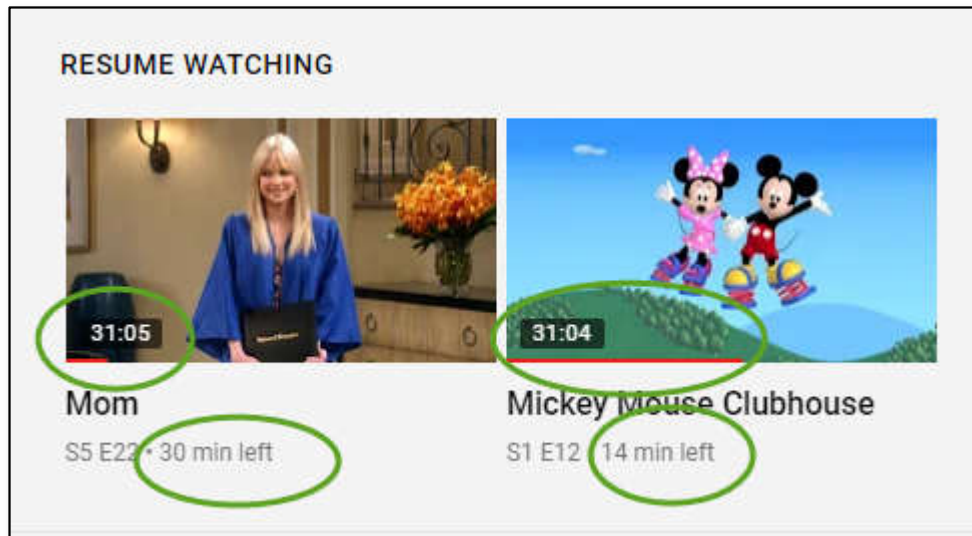 RESUME WATCHING
31:05
31:04
Mom
Mickey Mouse Clubhouse
S5 E22 • 30 min left
S1 E12 • 14 min left